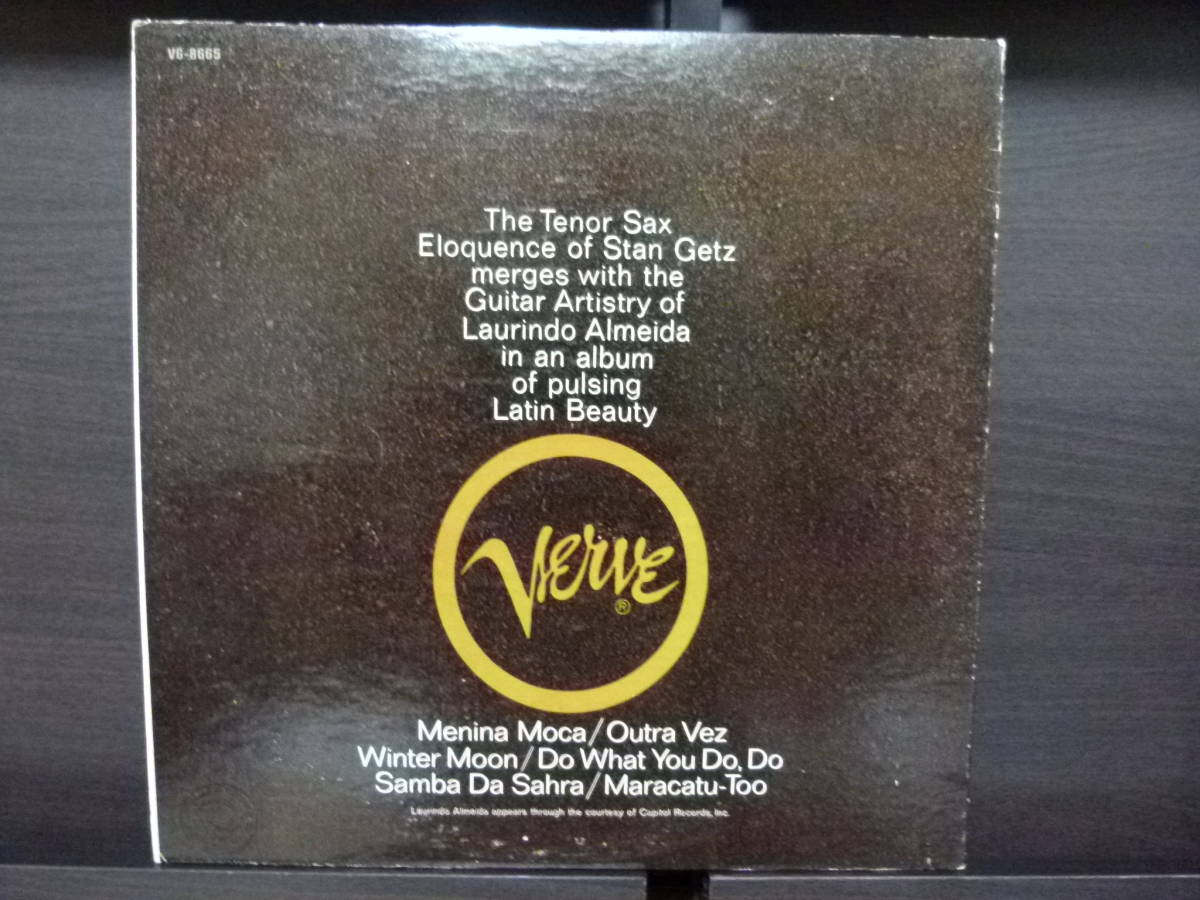 V6-8665
The Tenor Sax
Eloquence of Stan Getz
merges with the
Guitar Artistry of
Laurindo Almeida
in an album
of pulsing
Latin Beauty
Verve
®
Menina Moca/Outra Vez
Winter Moon/Do What You Do, Do
Samba Da Sahra/Maracatu-Too
Laurindo Almeida appears through the courtesy of Capitol Records, Inc.